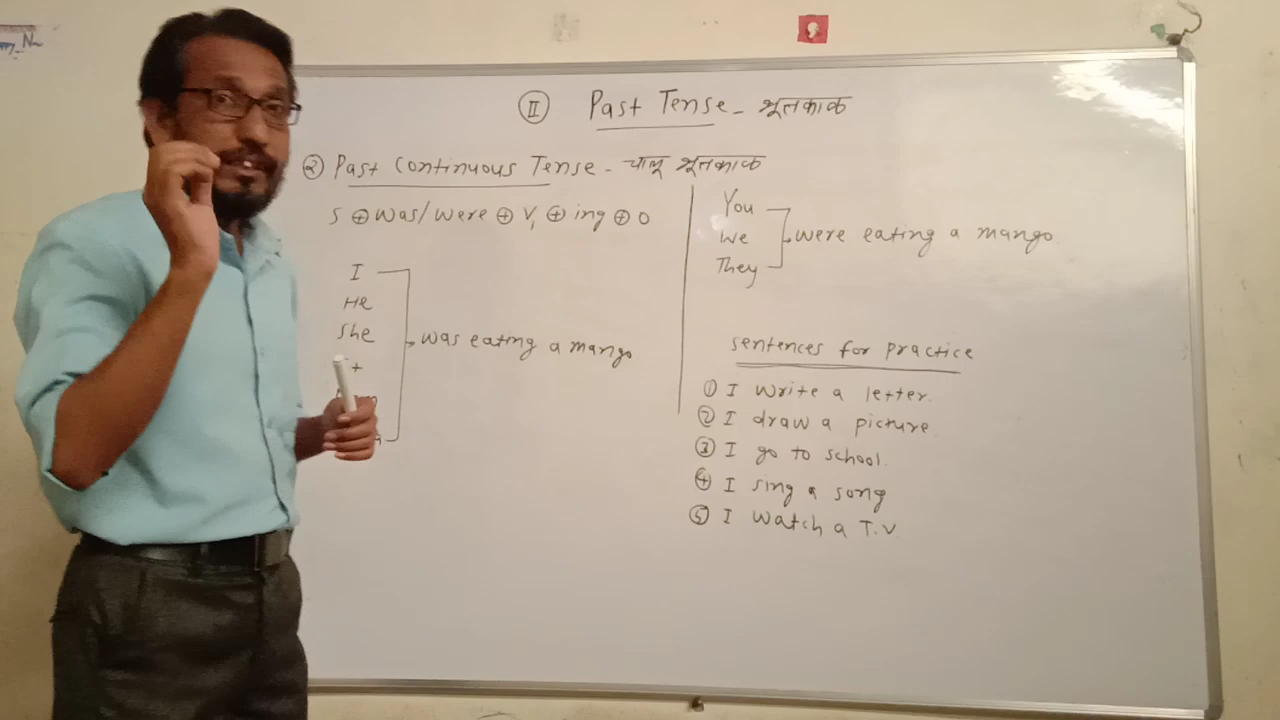 II Past Tense - भूतकाळ
② Past Continuous Tense - चालू भूतकाळ
S ⊕ was/were ⊕ V₁ ⊕ ing ⊕ O
I
He
She
was eating a mango
You
We
They
were eating a mango
sentences for practice
① I write a letter.
② I draw a picture.
③ I go to school.
④ I sing a song
⑤ I watch a T.V.